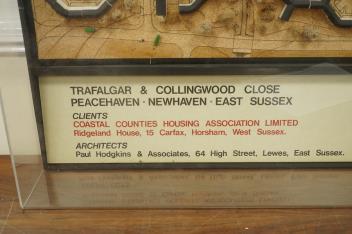 TRAFALGAR & COLLINGWOOD CLOSE
PEACEHAVEN · NEWHAVEN · EAST SUSSEX
CLIENTS
COASTAL COUNTIES HOUSING ASSOCIATION LIMITED
Ridgeland House, 15 Carfax, Horsham, West Sussex.
ARCHITECTS
Paul Hodgkins & Associates, 64 High Street, Lewes, East Sussex.